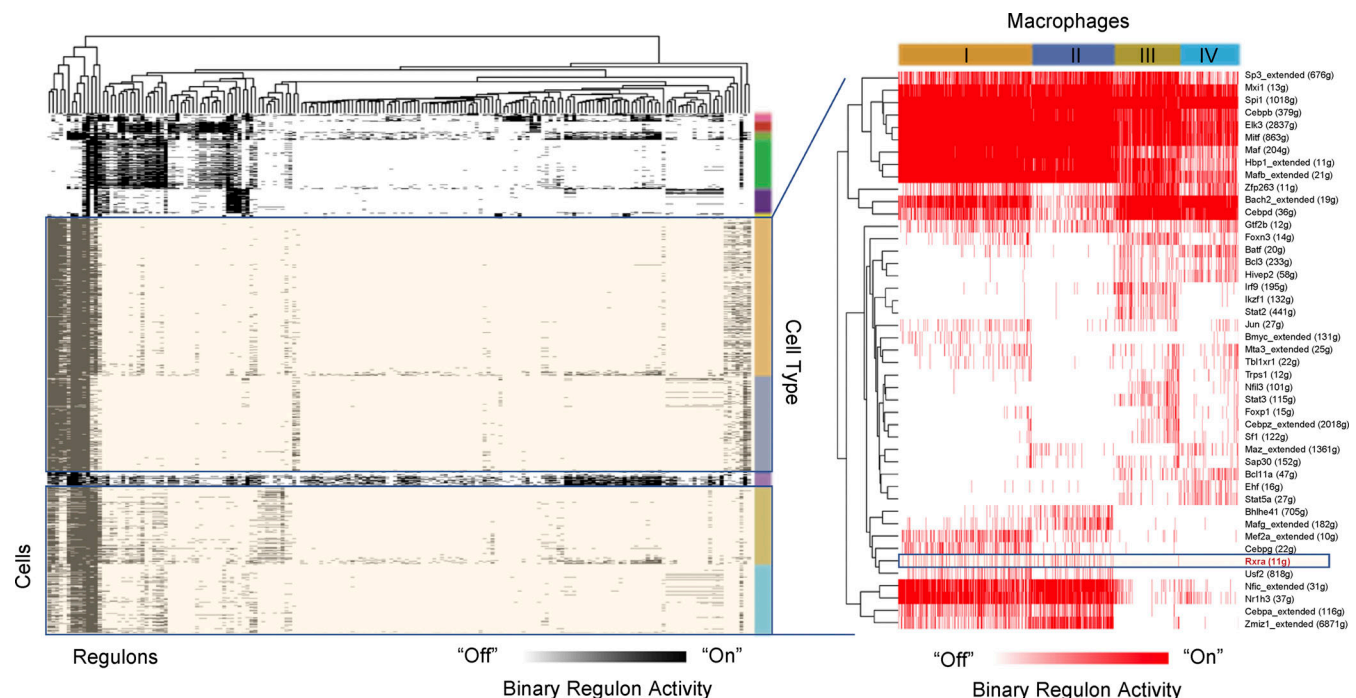 Macrophages
I II III IV
Sp3_extended (676g)
Mxi1 (13g)
Spi1 (1018g)
Cebpb (379g)
Elk3 (2837g)
Mitf (863g)
Maf (204g)
Hbp1_extended (11g)
Mafb_extended (21g)
Zfp263 (11g)
Bach2_extended (19g)
Cebpd (36g)
Gtf2b (12g)
Foxn3 (14g)
Batf (20g)
Bcl3 (233g)
Hivep2 (58g)
Irf9 (195g)
Ikzf1 (132g)
Stat2 (441g)
Jun (27g)
Bmyc_extended (131g)
Mta3_extended (25g)
Tbl1xr1 (22g)
Trps1 (12g)
Nfil3 (101g)
Stat3 (115g)
Foxp1 (15g)
Cebpz_extended (2018g)
Sf1 (122g)
Maz_extended (1361g)
Sap30 (152g)
Bcl11a (47g)
Ehf (16g)
Stat5a (27g)
Bhlhe41 (705g)
Mafg_extended (182g)
Mef2a_extended (10g)
Cebpg (22g)
Rxra (11g)
Usf2 (818g)
Nfic_extended (31g)
Nr1h3 (37g)
Cebpa_extended (116g)
Zmiz1_extended (6871g)
Cell Type
Cells
Regulons
"Off" "On"
Binary Regulon Activity
"Off" "On"
Binary Regulon Activity